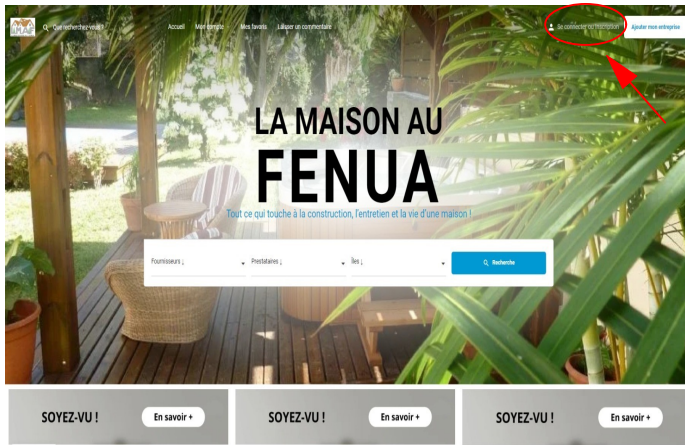 Que recherchez-vous ?
Accueil Mon compte Mes favoris Laisser un commentaire
Se connecter ou Inscription
Ajouter mon entreprise
LA MAISON AU
FENUA
Tout ce qui touche à la construction, l'entretien et la vie d'une maison !
Fournisseurs ¿ Prestataires ¿ Îles ¿ Recherche
SOYEZ-VU ! En savoir + SOYEZ-VU ! En savoir + SOYEZ-VU ! En savoir +